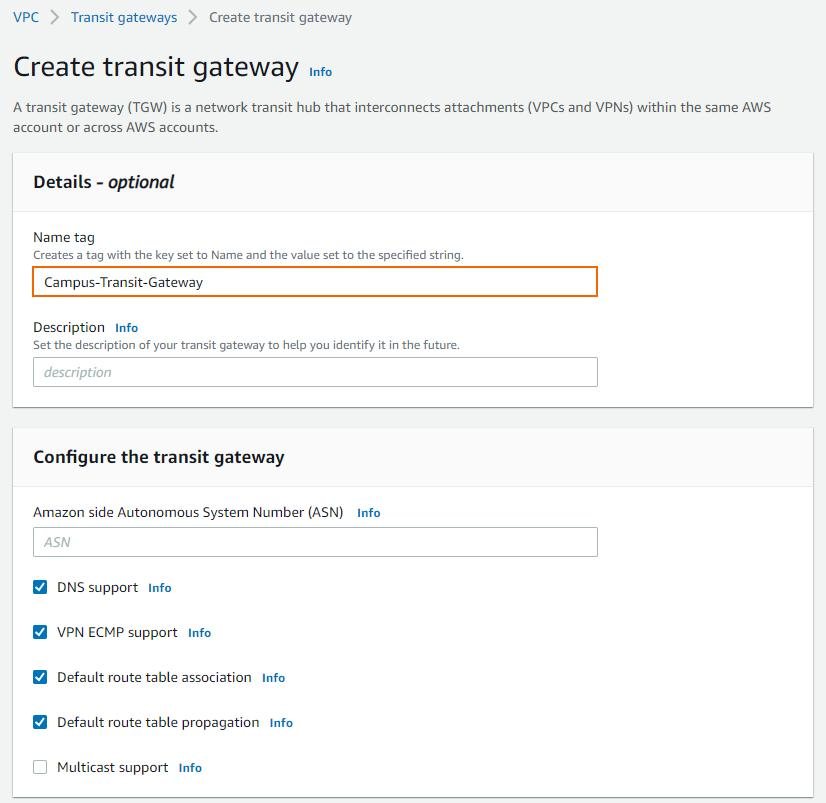 VPC > Transit gateways > Create transit gateway
Create transit gateway Info
A transit gateway (TGW) is a network transit hub that interconnects attachments (VPCs and VPNs) within the same AWS
account or across AWS accounts.
Details - optional
Name tag
Creates a tag with the key set to Name and the value set to the specified string.
Campus-Transit-Gateway
Description Info
Set the description of your transit gateway to help you identify it in the future.
description
Configure the transit gateway
Amazon side Autonomous System Number (ASN) Info
ASN
DNS support Info
VPN ECMP support Info
Default route table association Info
Default route table propagation Info
Multicast support Info